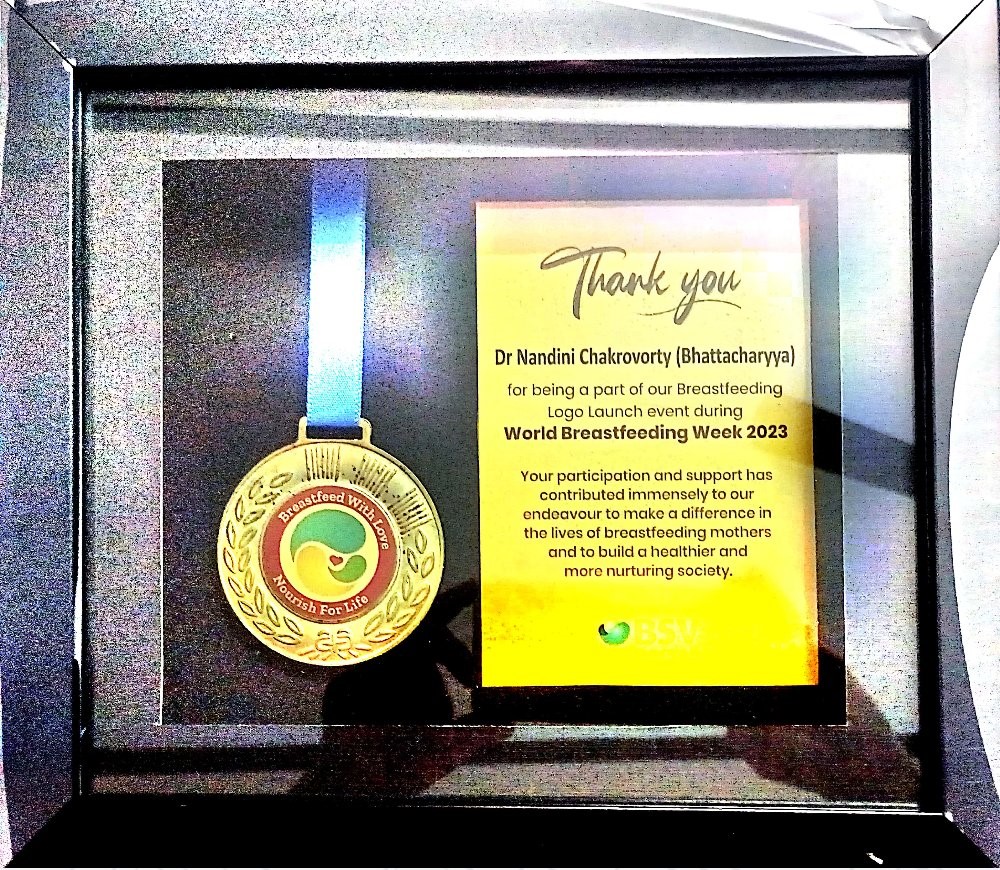 Breastfeed With Love
Nourish For Life
Thank you
Dr Nandini Chakrovorty (Bhattacharyya)
for being a part of our Breastfeeding
Logo Launch event during
World Breastfeeding Week 2023
Your participation and support has
contributed immensely to our
endeavour to make a difference in
the lives of breastfeeding mothers
and to build a healthier and
more nurturing society.
BSV